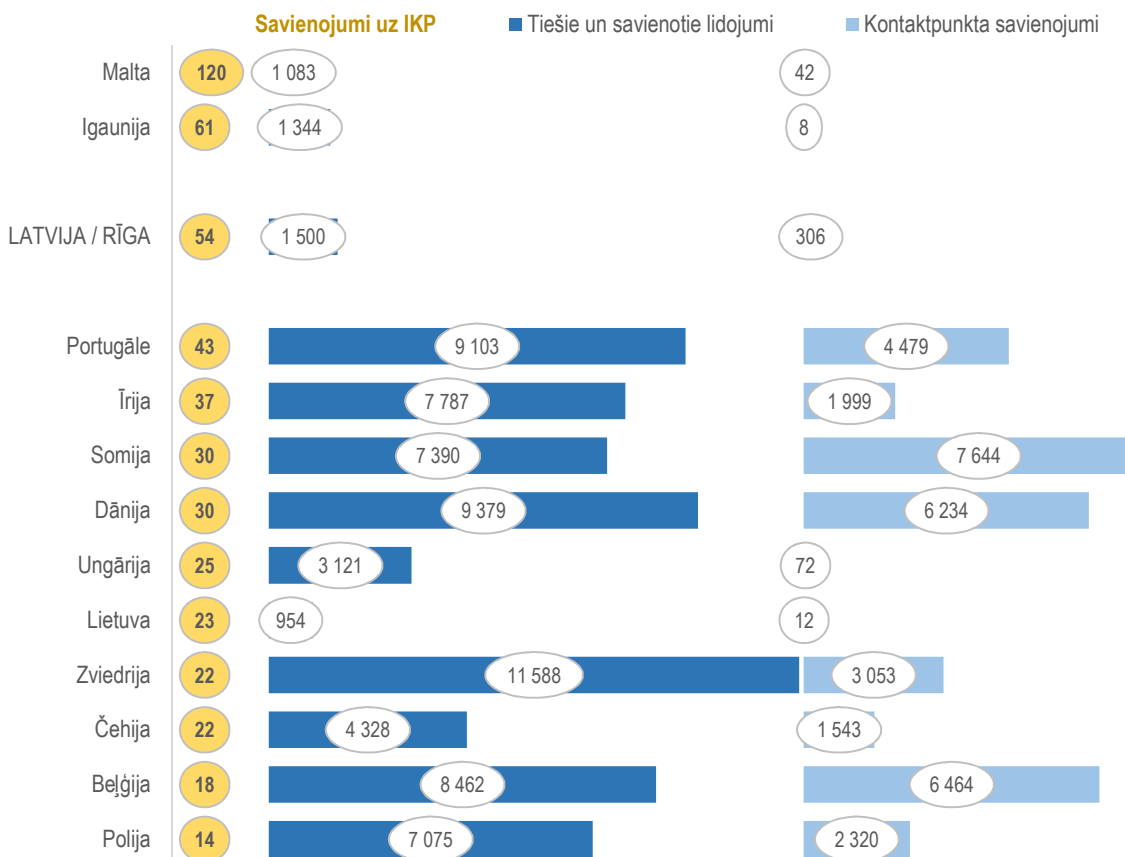 Savienojumi uz IKP Tiešie un savienotie lidojumi Kontaktpunkta savienojumi
Malta 120 1 083 42
Igaunija 61 1 344 8
LATVIJA / RĪGA 54 1 500 306
Portugāle 43 9 103 4 479
Īrija 37 7 787 1 999
Somija 30 7 390 7 644
Dānija 30 9 379 6 234
Ungārija 25 3 121 72
Lietuva 23 954 12
Zviedrija 22 11 588 3 053
Čehija 22 4 328 1 543
Beļģija 18 8 462 6 464
Polija 14 7 075 2 320